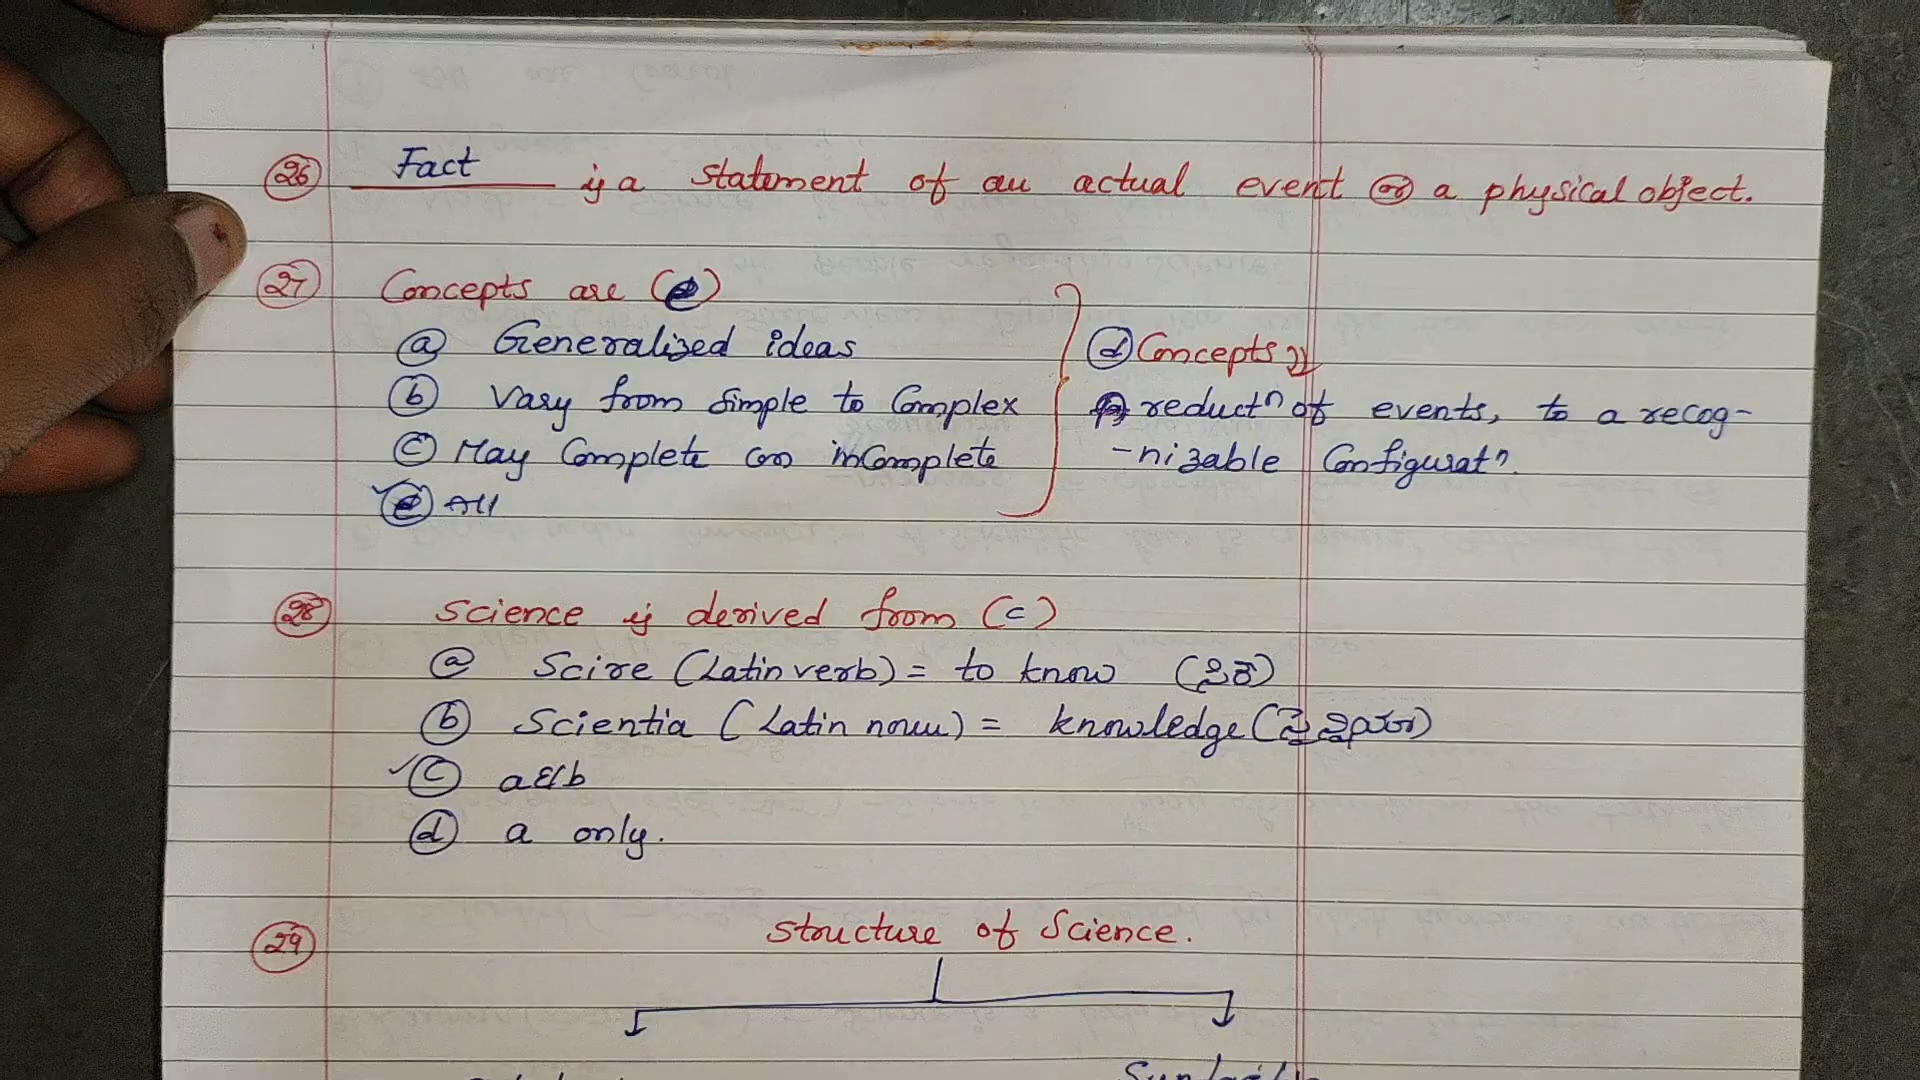 26 Fact is a statement of an actual event (or) a physical object.
27 Concepts are (e)
a Generalized ideas
b Vary from Simple to Complex
c May Complete (or) inComplete
e All
d Concepts
reductn of events, to a recog-
-nizable Configuratn.
28 Science is derived from (c)
a Scire (Latin verb) = to know
b Scientia (Latin noun) = knowledge
c a & b
d a only.
29 Structure of Science.